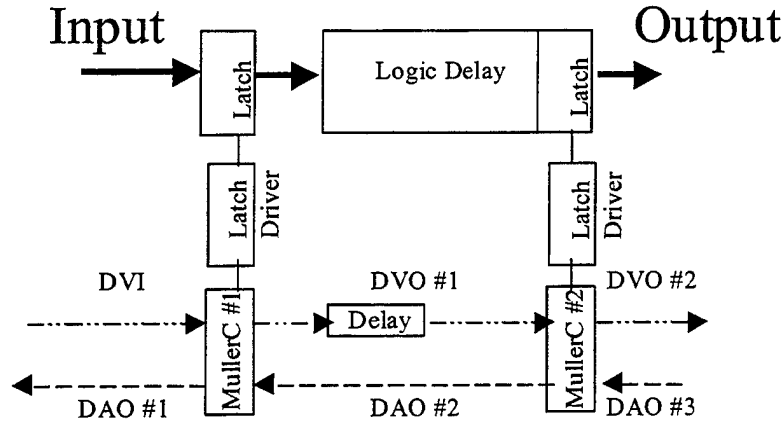 Input
Output
Latch
Logic Delay
Latch
Latch
Driver
Latch
Driver
DVI
DVO #1
DVO #2
MullerC #1
Delay
MullerC #2
DAO #1
DAO #2
DAO #3